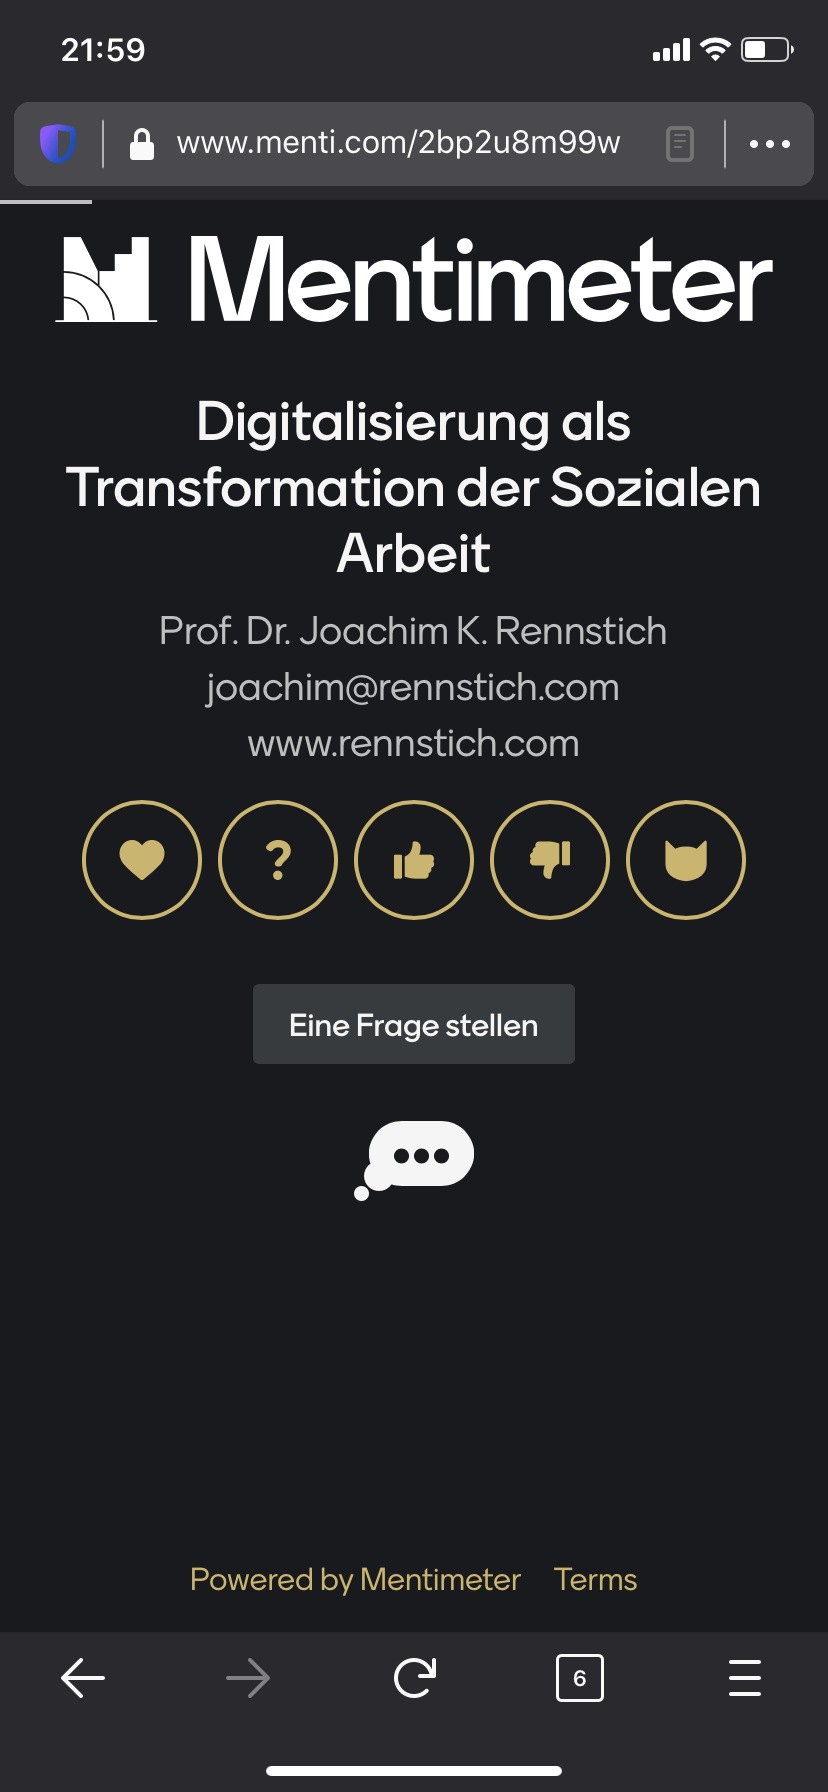 21:59
www.menti.com/2bp2u8m99w
Mentimeter
Digitalisierung als
Transformation der Sozialen
Arbeit
Prof. Dr. Joachim K. Rennstich
joachim@rennstich.com
www.rennstich.com
?
Eine Frage stellen
Powered by Mentimeter Terms
6